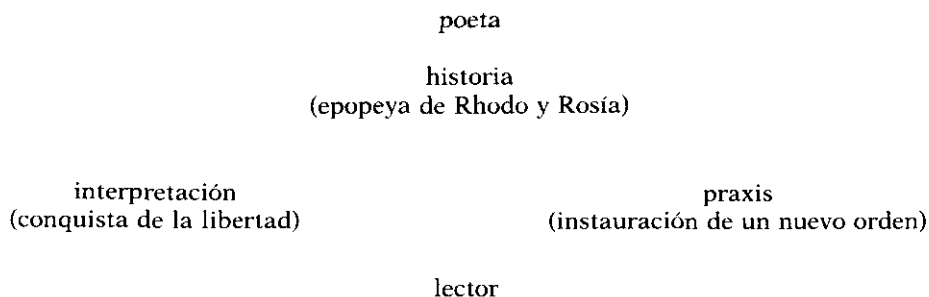 poeta
historia
(epopeya de Rhodo y Rosía)
interpretación
praxis
(conquista de la libertad)
(instauración de un nuevo orden)
lector